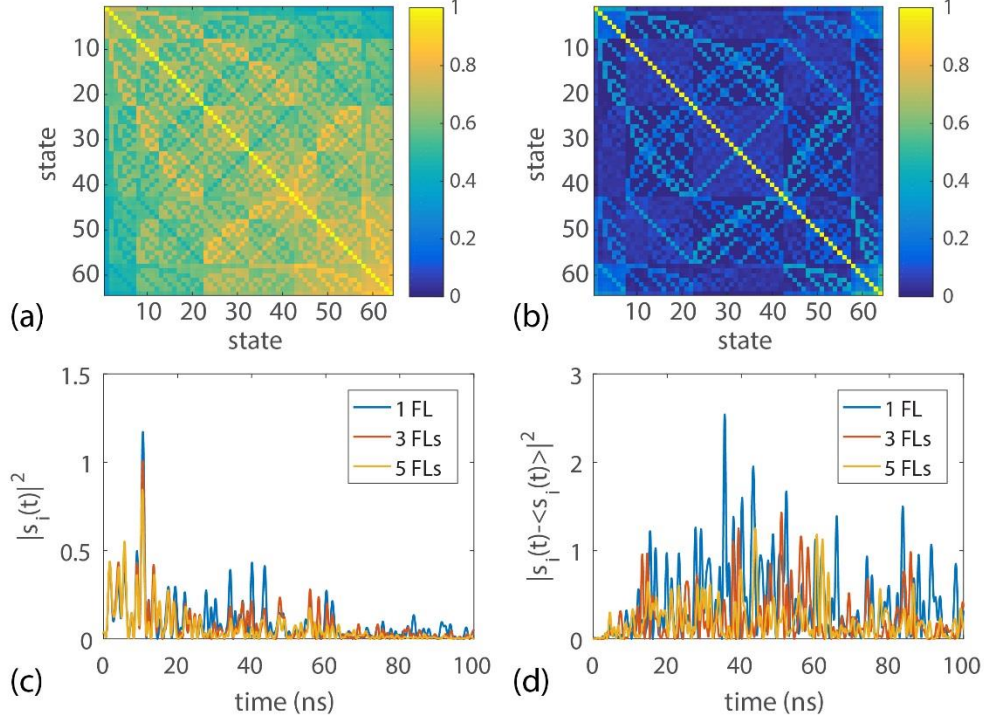 1
0.8
0.6
0.4
0.2
0
10
20
30
40
50
60
state
10 20 30 40 50 60
state
(a)
1
0.8
0.6
0.4
0.2
0
10
20
30
40
50
60
state
10 20 30 40 50 60
state
(b)
1.5
1
0.5
0
|s_i(t)|^2
1 FL
3 FLs
5 FLs
0 20 40 60 80 100
time (ns)
(c)
3
2
1
0
|s_i(t)-<s_i(t)>|^2
1 FL
3 FLs
5 FLs
0 20 40 60 80 100
time (ns)
(d)